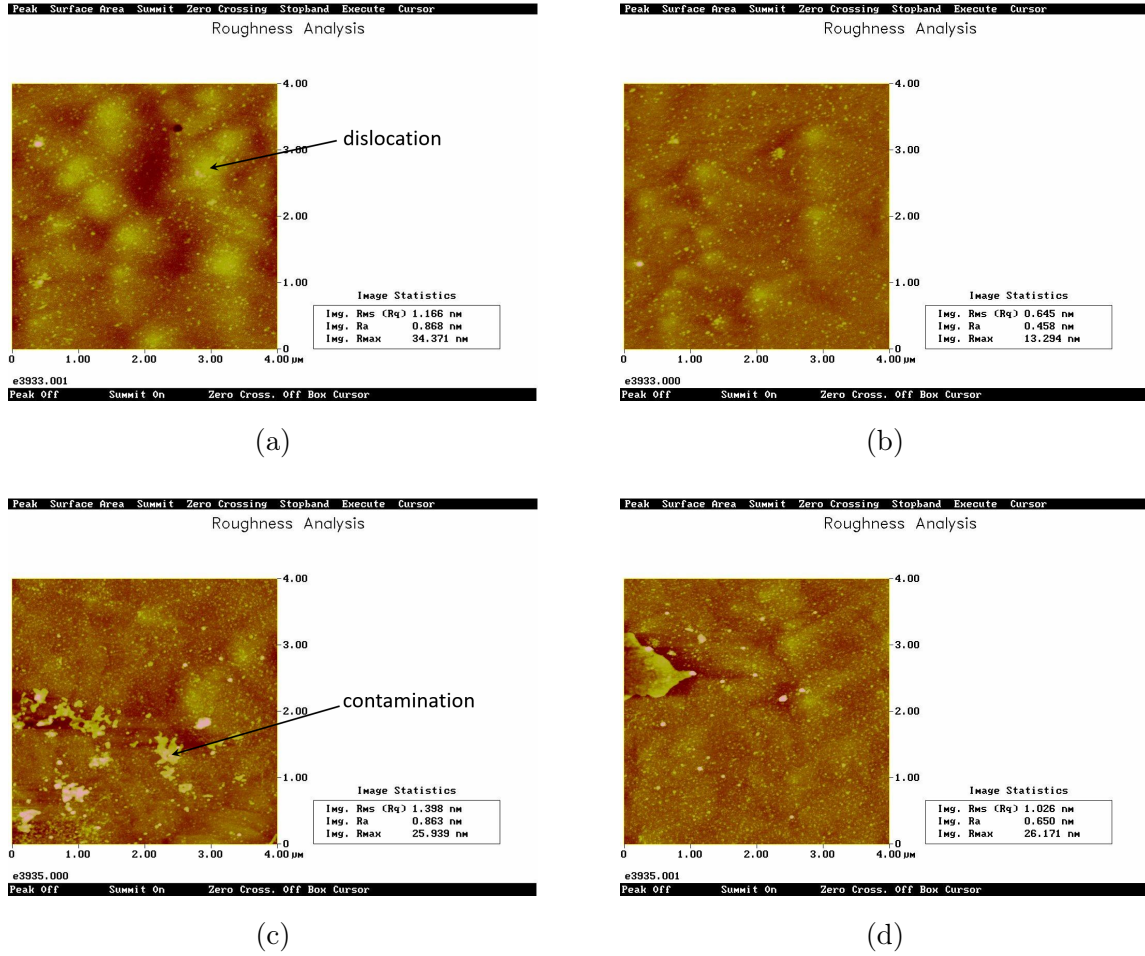 Peak Surface Area Summit Zero Crossing Stopband Execute Cursor
Roughness Analysis
4.00
3.00
2.00
1.00
0
0 1.00 2.00 3.00 4.00 µm
dislocation
Image Statistics
Img. Rms (Rq) 1.166 nm
Img. Ra 0.868 nm
Img. Rmax 34.371 nm
e3933.001
Peak Off Summit On Zero Cross. Off Box Cursor
(a)
Peak Surface Area Summit Zero Crossing Stopband Execute Cursor
Roughness Analysis
4.00
3.00
2.00
1.00
0
0 1.00 2.00 3.00 4.00 µm
Image Statistics
Img. Rms (Rq) 0.645 nm
Img. Ra 0.458 nm
Img. Rmax 13.294 nm
e3933.000
Peak Off Summit On Zero Cross. Off Box Cursor
(b)
Peak Surface Area Summit Zero Crossing Stopband Execute Cursor
Roughness Analysis
4.00
3.00
2.00
1.00
0
0 1.00 2.00 3.00 4.00 µm
contamination
Image Statistics
Img. Rms (Rq) 1.398 nm
Img. Ra 0.863 nm
Img. Rmax 25.939 nm
e3935.000
Peak Off Summit On Zero Cross. Off Box Cursor
(c)
Peak Surface Area Summit Zero Crossing Stopband Execute Cursor
Roughness Analysis
4.00
3.00
2.00
1.00
0
0 1.00 2.00 3.00 4.00 µm
Image Statistics
Img. Rms (Rq) 1.026 nm
Img. Ra 0.650 nm
Img. Rmax 26.171 nm
e3935.001
Peak Off Summit On Zero Cross. Off Box Cursor
(d)